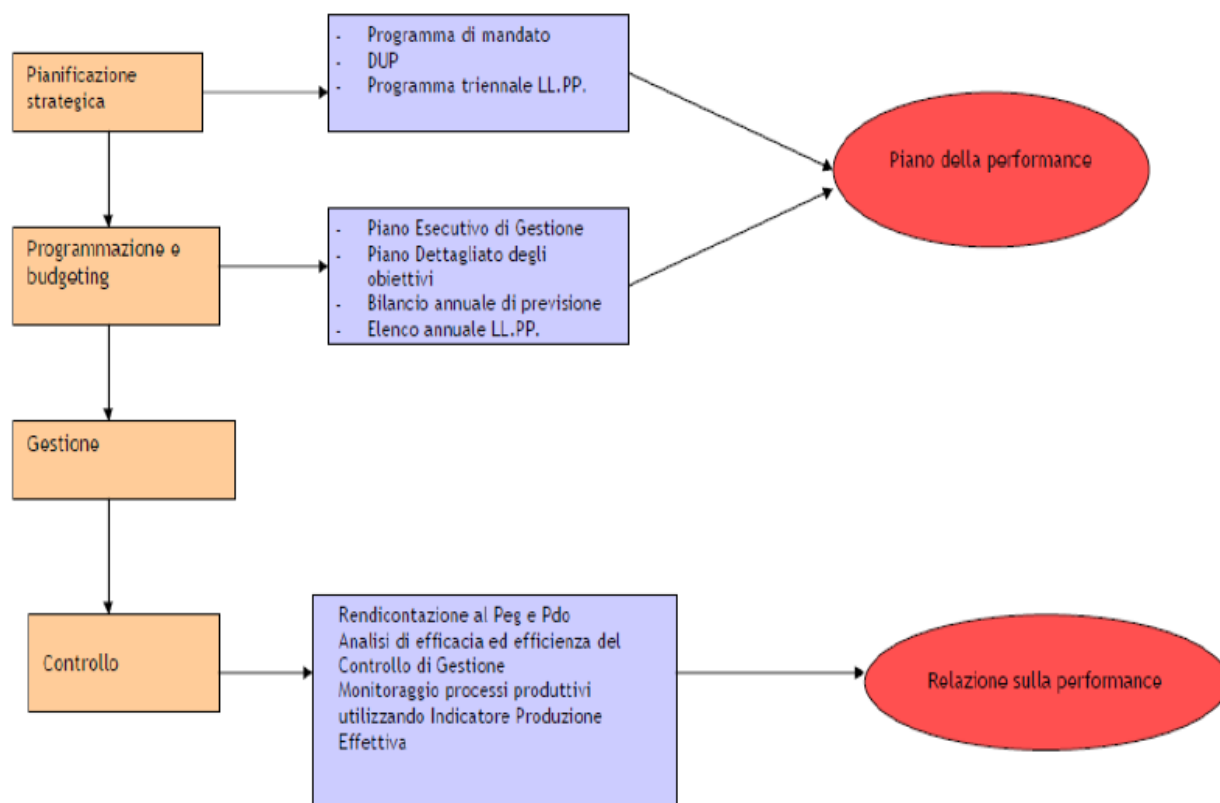 Pianificazione
strategica
- Programma di mandato
- DUP
- Programma triennale LL.PP.
Piano della performance
Programmazione e
budgeting
- Piano Esecutivo di Gestione
- Piano Dettagliato degli
obiettivi
- Bilancio annuale di previsione
- Elenco annuale LL.PP.
Gestione
Controllo
Rendicontazione al Peg e Pdo
Analisi di efficacia ed efficienza del
Controllo di Gestione
Monitoraggio processi produttivi
utilizzando Indicatore Produzione
Effettiva
Relazione sulla performance